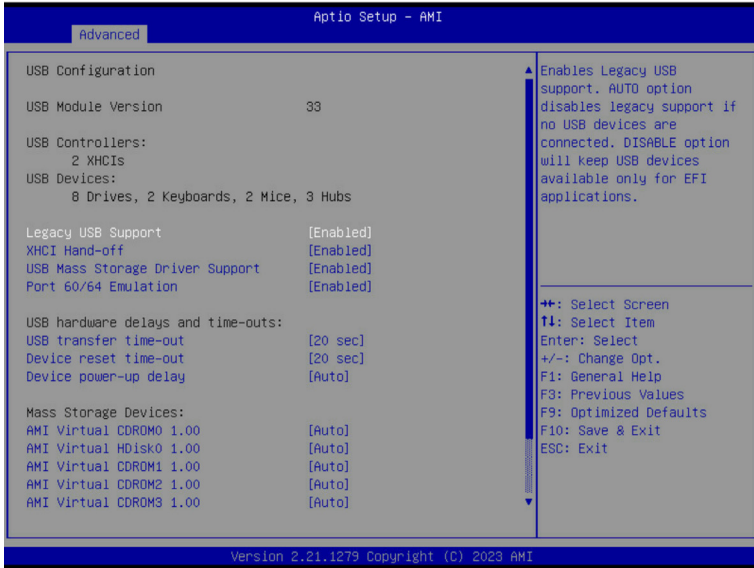 Aptio Setup – AMI
Advanced
USB Configuration
USB Module Version 33
USB Controllers:
2 XHCIs
USB Devices:
8 Drives, 2 Keyboards, 2 Mice, 3 Hubs
Legacy USB Support [Enabled]
XHCI Hand-off [Enabled]
USB Mass Storage Driver Support [Enabled]
Port 60/64 Emulation [Enabled]
USB hardware delays and time-outs:
USB transfer time-out [20 sec]
Device reset time-out [20 sec]
Device power-up delay [Auto]
Mass Storage Devices:
AMI Virtual CDROM0 1.00 [Auto]
AMI Virtual HDisk0 1.00 [Auto]
AMI Virtual CDROM1 1.00 [Auto]
AMI Virtual CDROM2 1.00 [Auto]
AMI Virtual CDROM3 1.00 [Auto]
Enables Legacy USB
support. AUTO option
disables legacy support if
no USB devices are
connected. DISABLE option
will keep USB devices
available only for EFI
applications.
→←: Select Screen
↑↓: Select Item
Enter: Select
+/-: Change Opt.
F1: General Help
F3: Previous Values
F9: Optimized Defaults
F10: Save & Exit
ESC: Exit
Version 2.21.1279 Copyright (C) 2023 AMI